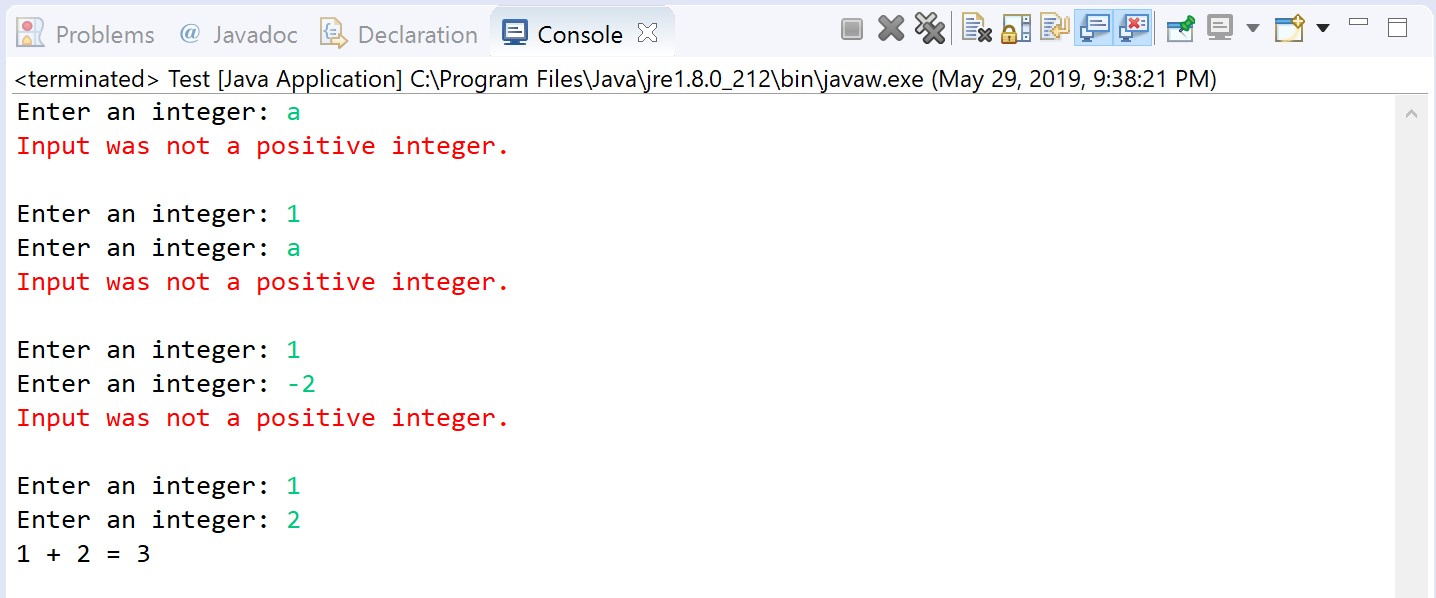 Problems @ Javadoc Declaration Console
<terminated> Test [Java Application] C:\Program Files\Java\jre1.8.0_212\bin\javaw.exe (May 29, 2019, 9:38:21 PM)
Enter an integer: a
Input was not a positive integer.
Enter an integer: 1
Enter an integer: a
Input was not a positive integer.
Enter an integer: 1
Enter an integer: -2
Input was not a positive integer.
Enter an integer: 1
Enter an integer: 2
1 + 2 = 3